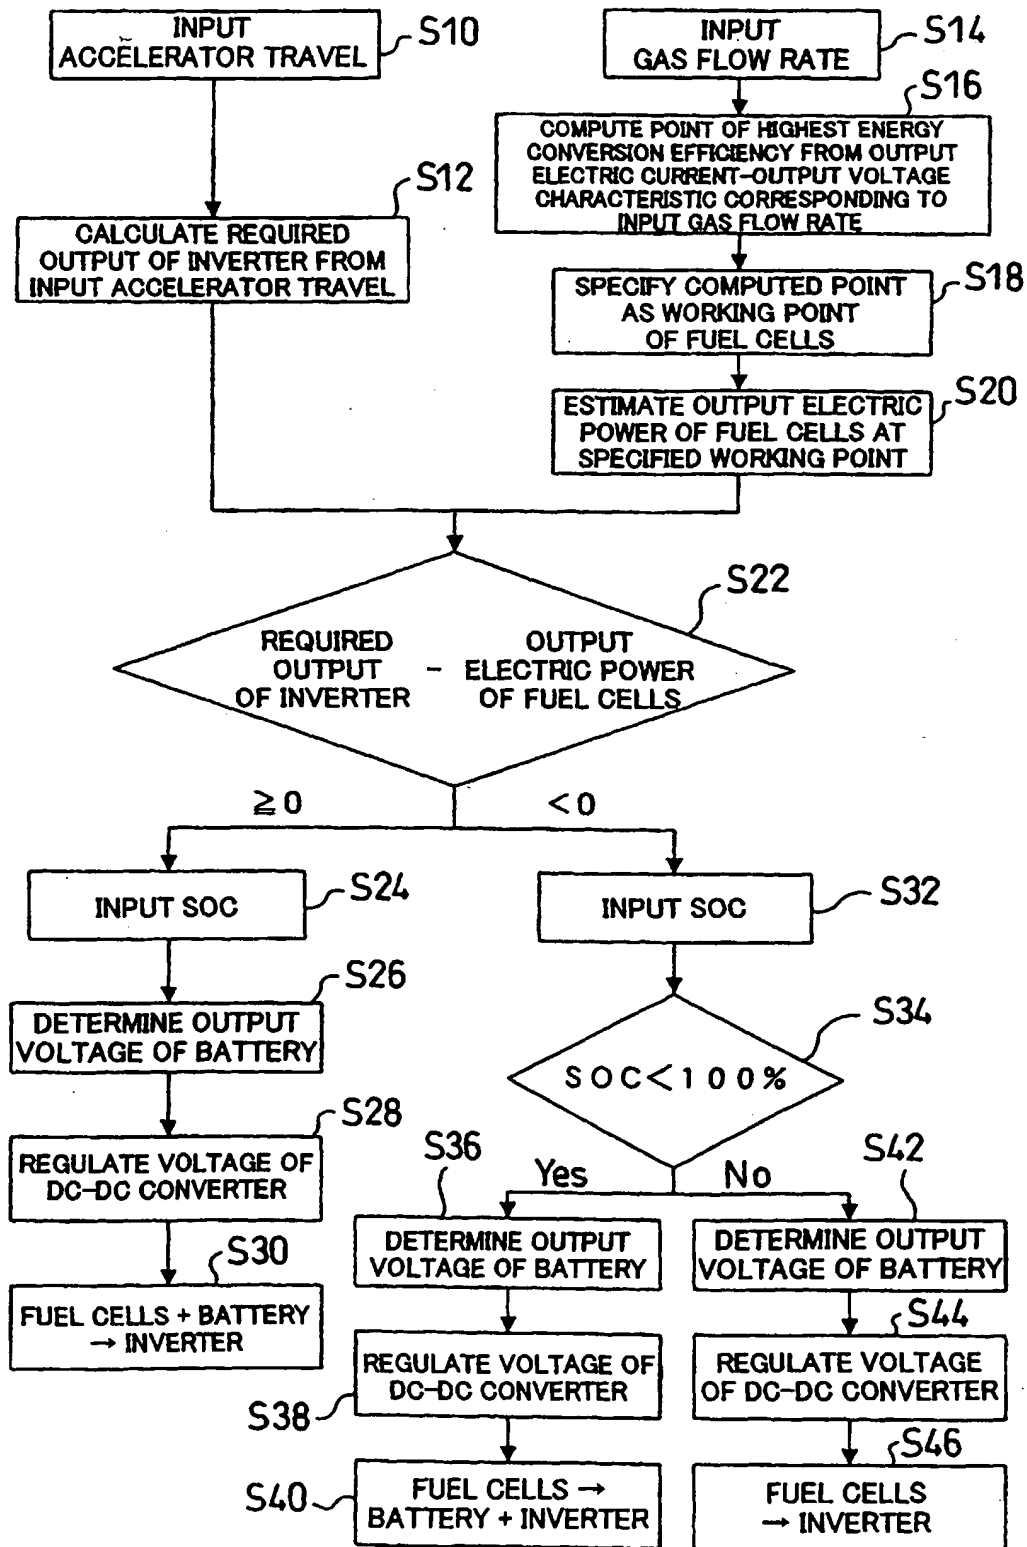 INPUT
ACCELERATOR TRAVEL
S10
INPUT
GAS FLOW RATE
S14
S16
COMPUTE POINT OF HIGHEST ENERGY
CONVERSION EFFICIENCY FROM OUTPUT
ELECTRIC CURRENT-OUTPUT VOLTAGE
CHARACTERISTIC CORRESPONDING TO
INPUT GAS FLOW RATE
S12
CALCULATE REQUIRED
OUTPUT OF INVERTER FROM
INPUT ACCELERATOR TRAVEL
S18
SPECIFY COMPUTED POINT
AS WORKING POINT
OF FUEL CELLS
S20
ESTIMATE OUTPUT ELECTRIC
POWER OF FUEL CELLS AT
SPECIFIED WORKING POINT
S22
REQUIRED
OUTPUT
OF INVERTER
-
OUTPUT
ELECTRIC POWER
OF FUEL CELLS
≧0
<0
INPUT SOC
S24
INPUT SOC
S32
S26
DETERMINE OUTPUT
VOLTAGE OF BATTERY
S34
SOC<100%
S28
REGULATE VOLTAGE OF
DC-DC CONVERTER
S36
Yes
No
S42
DETERMINE OUTPUT
VOLTAGE OF BATTERY
DETERMINE OUTPUT
VOLTAGE OF BATTERY
S30
FUEL CELLS + BATTERY
→ INVERTER
S44
REGULATE VOLTAGE OF
DC-DC CONVERTER
S38
REGULATE VOLTAGE
OF DC-DC CONVERTER
S46
S40
FUEL CELLS →
BATTERY + INVERTER
FUEL CELLS
→ INVERTER